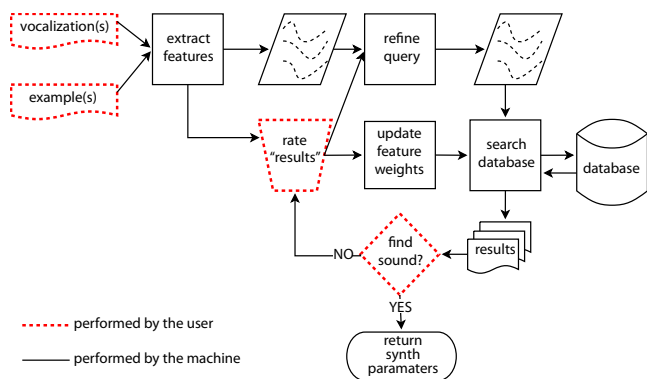 vocalization(s)
example(s)
extract
features
refine
query
rate
“results”
update
feature
weights
search
database
database
results
find
sound?
NO
YES
return
synth
paramaters
performed by the user
performed by the machine